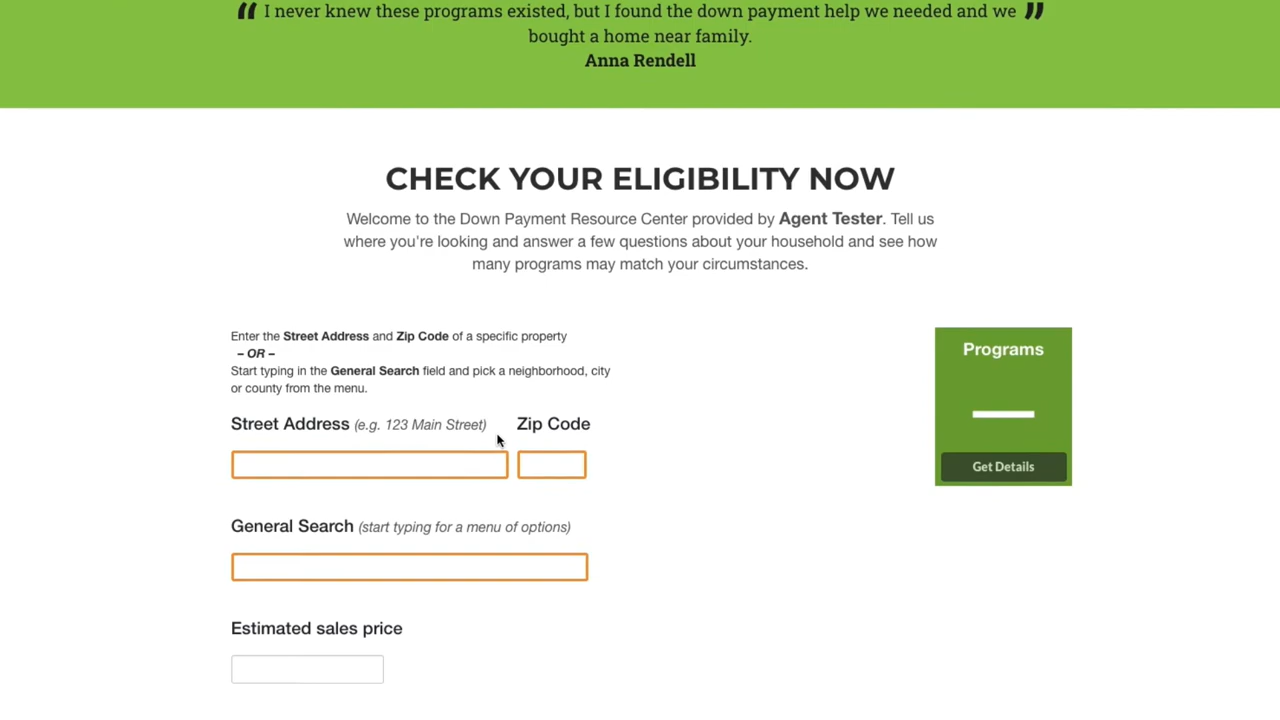 “ I never knew these programs existed, but I found the down payment help we needed and we ”
bought a home near family.
Anna Rendell
CHECK YOUR ELIGIBILITY NOW
Welcome to the Down Payment Resource Center provided by Agent Tester. Tell us
where you're looking and answer a few questions about your household and see how
many programs may match your circumstances.
Enter the Street Address and Zip Code of a specific property
– OR –
Start typing in the General Search field and pick a neighborhood, city
or county from the menu.
Programs
Street Address (e.g. 123 Main Street) Zip Code
Get Details
General Search (start typing for a menu of options)
Estimated sales price